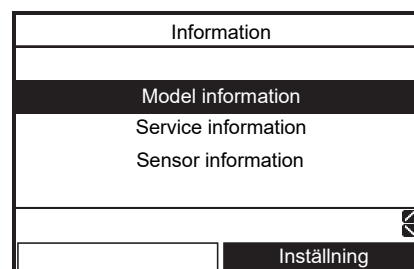 Information
Model information
Service information
Sensor information
Inställning